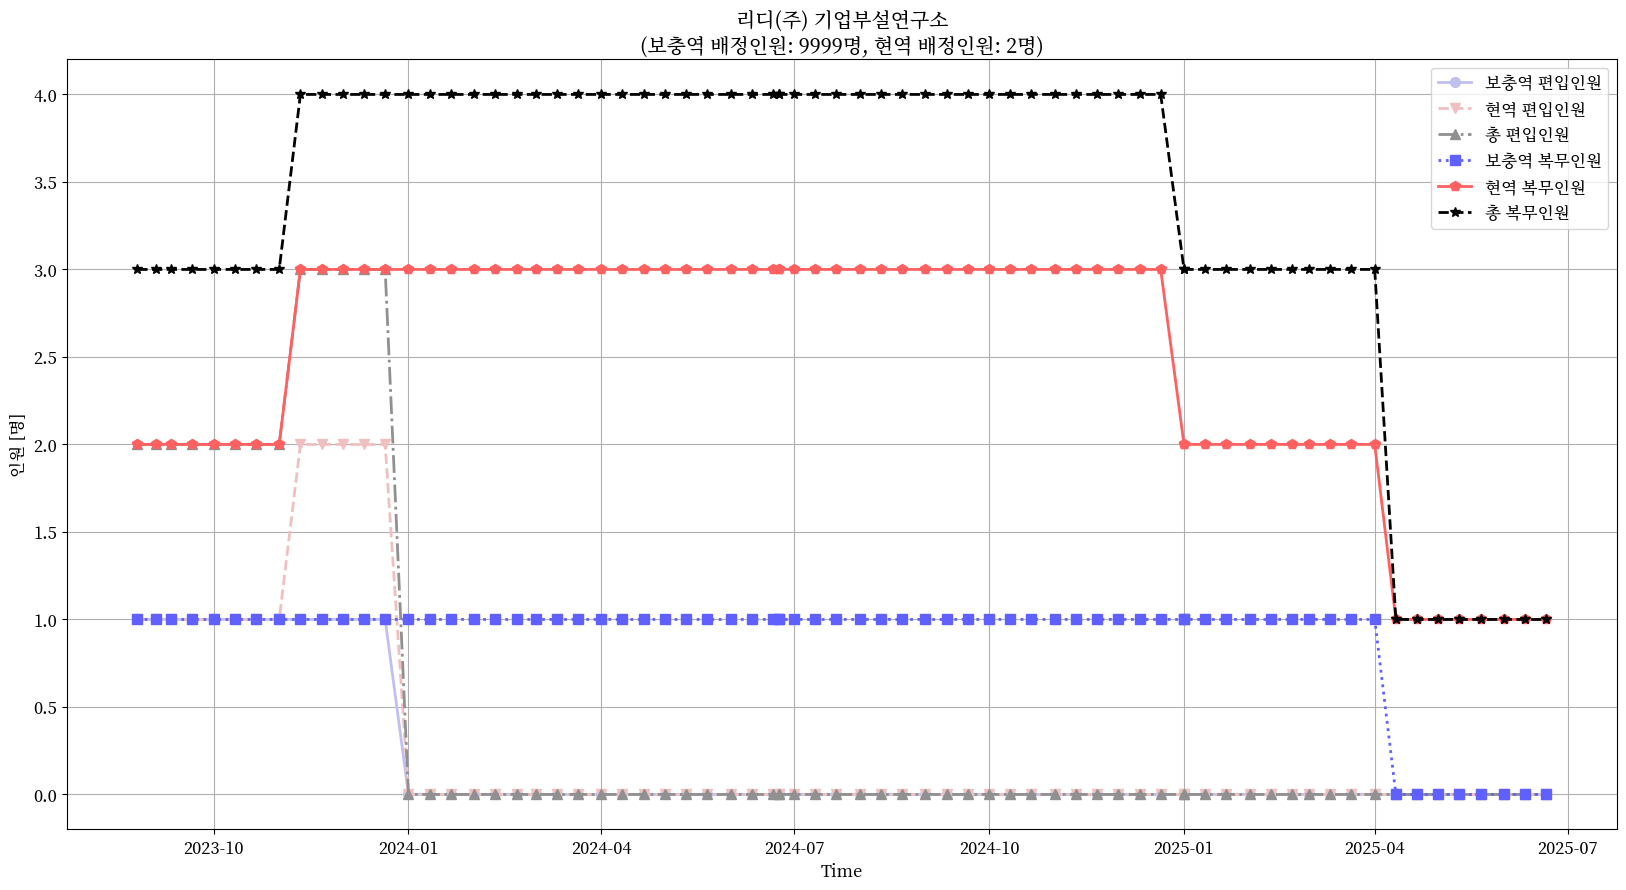 리디(주) 기업부설연구소
(보충역 배정인원: 9999명, 현역 배정인원: 2명)
보충역 편입인원
현역 편입인원
총 편입인원
보충역 복무인원
현역 복무인원
총 복무인원
인원 [명]
4.0
3.5
3.0
2.5
2.0
1.5
1.0
0.5
0.0
2023-10
2024-01
2024-04
2024-07
2024-10
2025-01
2025-04
2025-07
Time